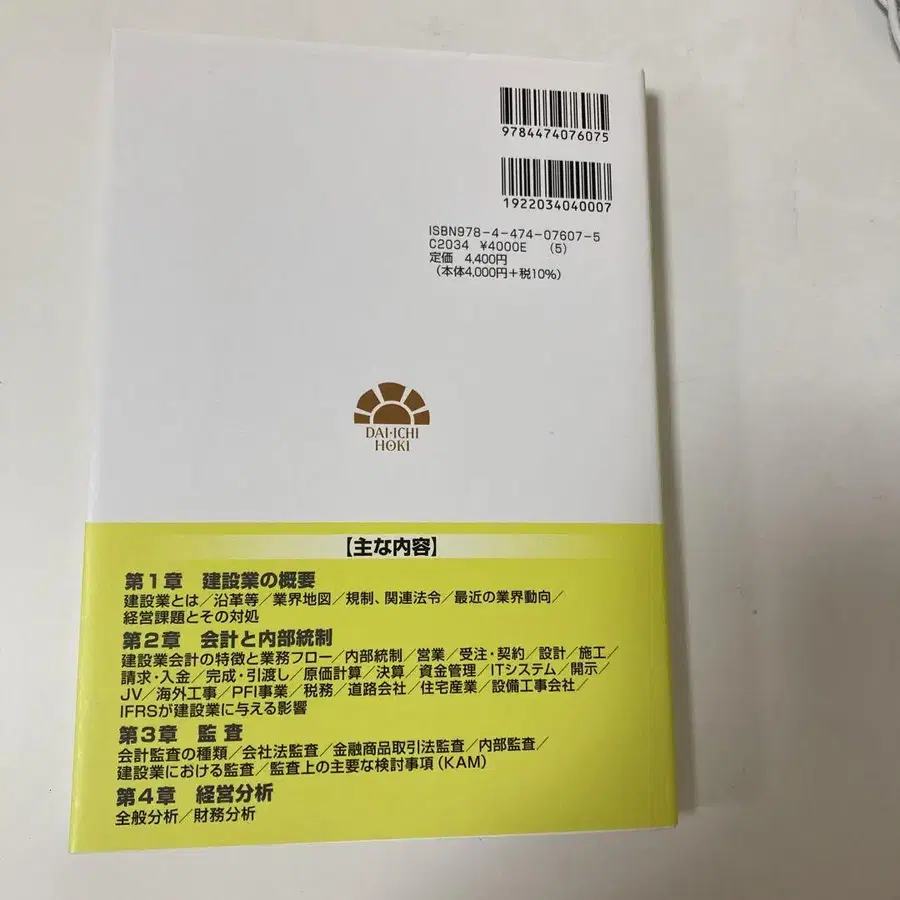 9784474076075
1922034040007
ISBN978-4-474-07607-5
C2034 ¥4000E (5)
定価 4,400円
(本体4,000円+税10%)
DAI-ICHI
HOKI
【主な内容】
第1章 建設業の概要
建設業とは/沿革等/業界地図/規制、関連法令/最近の業界動向/
経営課題とその対処
第2章 会計と内部統制
建設業会計の特徴と業務フロー/内部統制/営業/受注・契約/設計/施工/
請求・入金/完成・引渡し/原価計算/決算/資金管理/ITシステム/開示/
JV/海外工事/PFI事業/税務/道路会社/住宅産業/設備工事会社/
IFRSが建設業に与える影響
第3章 監査
会計監査の種類/会社法監査/金融商品取引法監査/内部監査/
建設業における監査/監査上の主要な検討事項(KAM)
第4章 経営分析
全般分析/財務分析